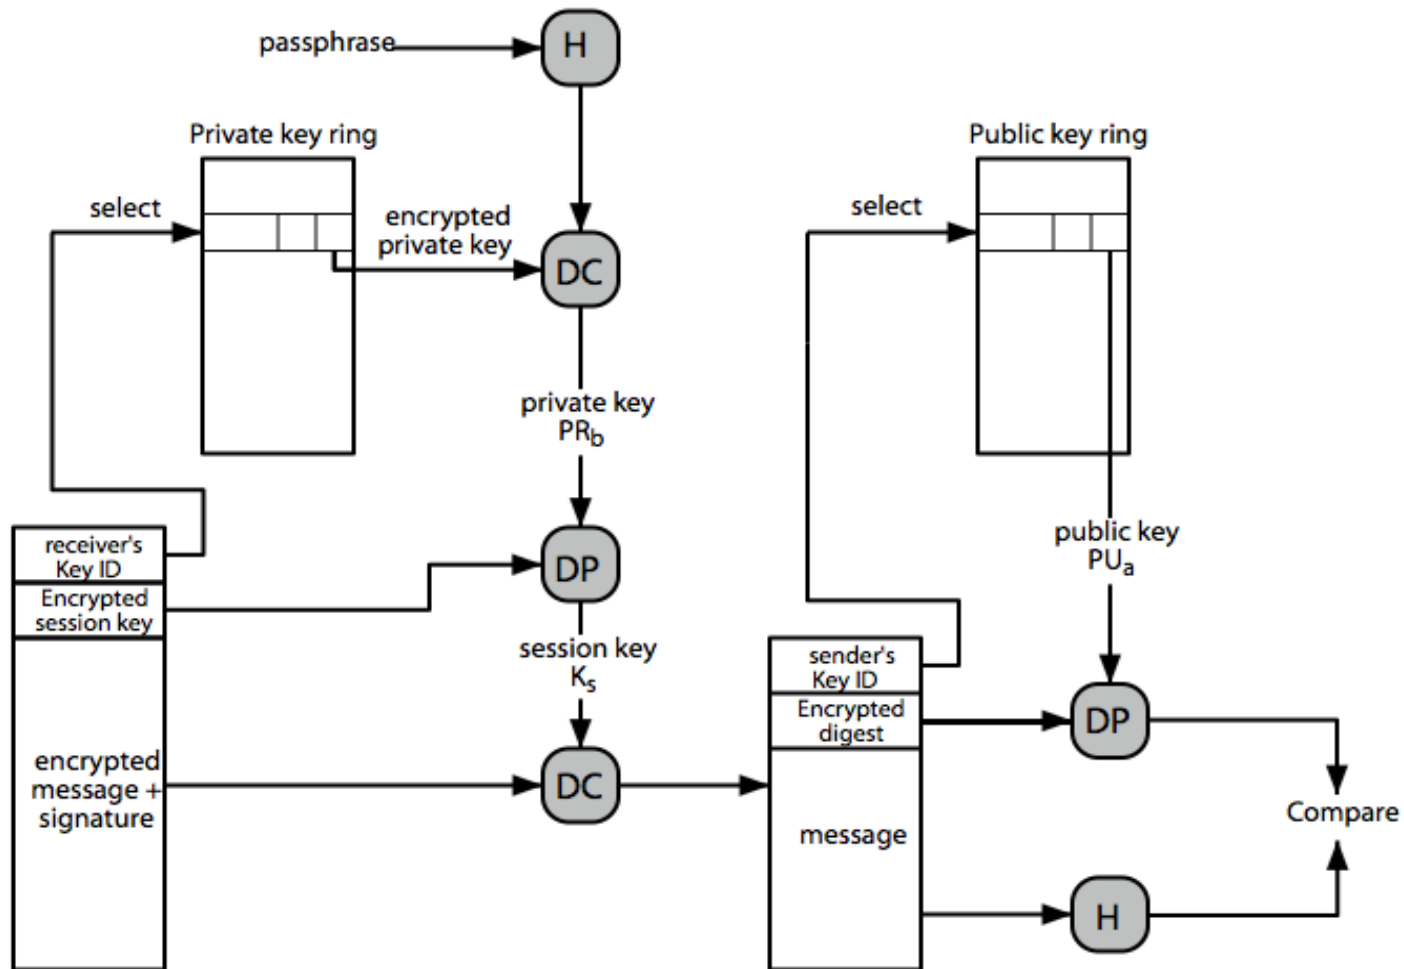 passphrase
H
Private key ring
Public key ring
select
encrypted
private key
select
DC
private key
PRb
receiver's
Key ID
Encrypted
session key
DP
public key
PUa
session key
Ks
sender's
Key ID
Encrypted
digest
DP
encrypted
message +
signature
DC
message
Compare
H